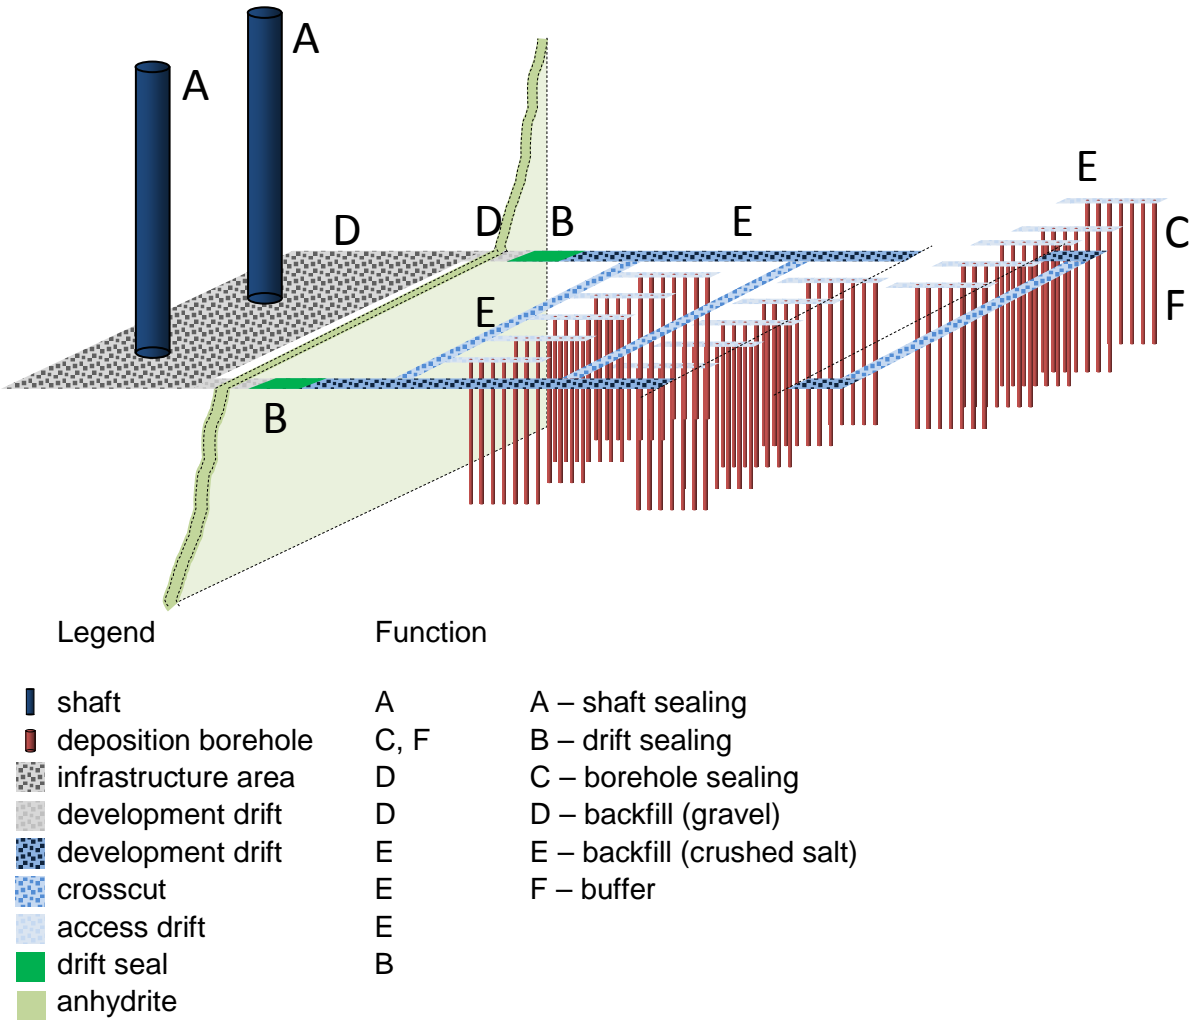 A
A
E
D
D
B
E
C
E
F
B
Legend Function
shaft A A – shaft sealing
deposition borehole C, F B – drift sealing
infrastructure area D C – borehole sealing
development drift D D – backfill (gravel)
development drift E E – backfill (crushed salt)
crosscut E F – buffer
access drift E
drift seal B
anhydrite